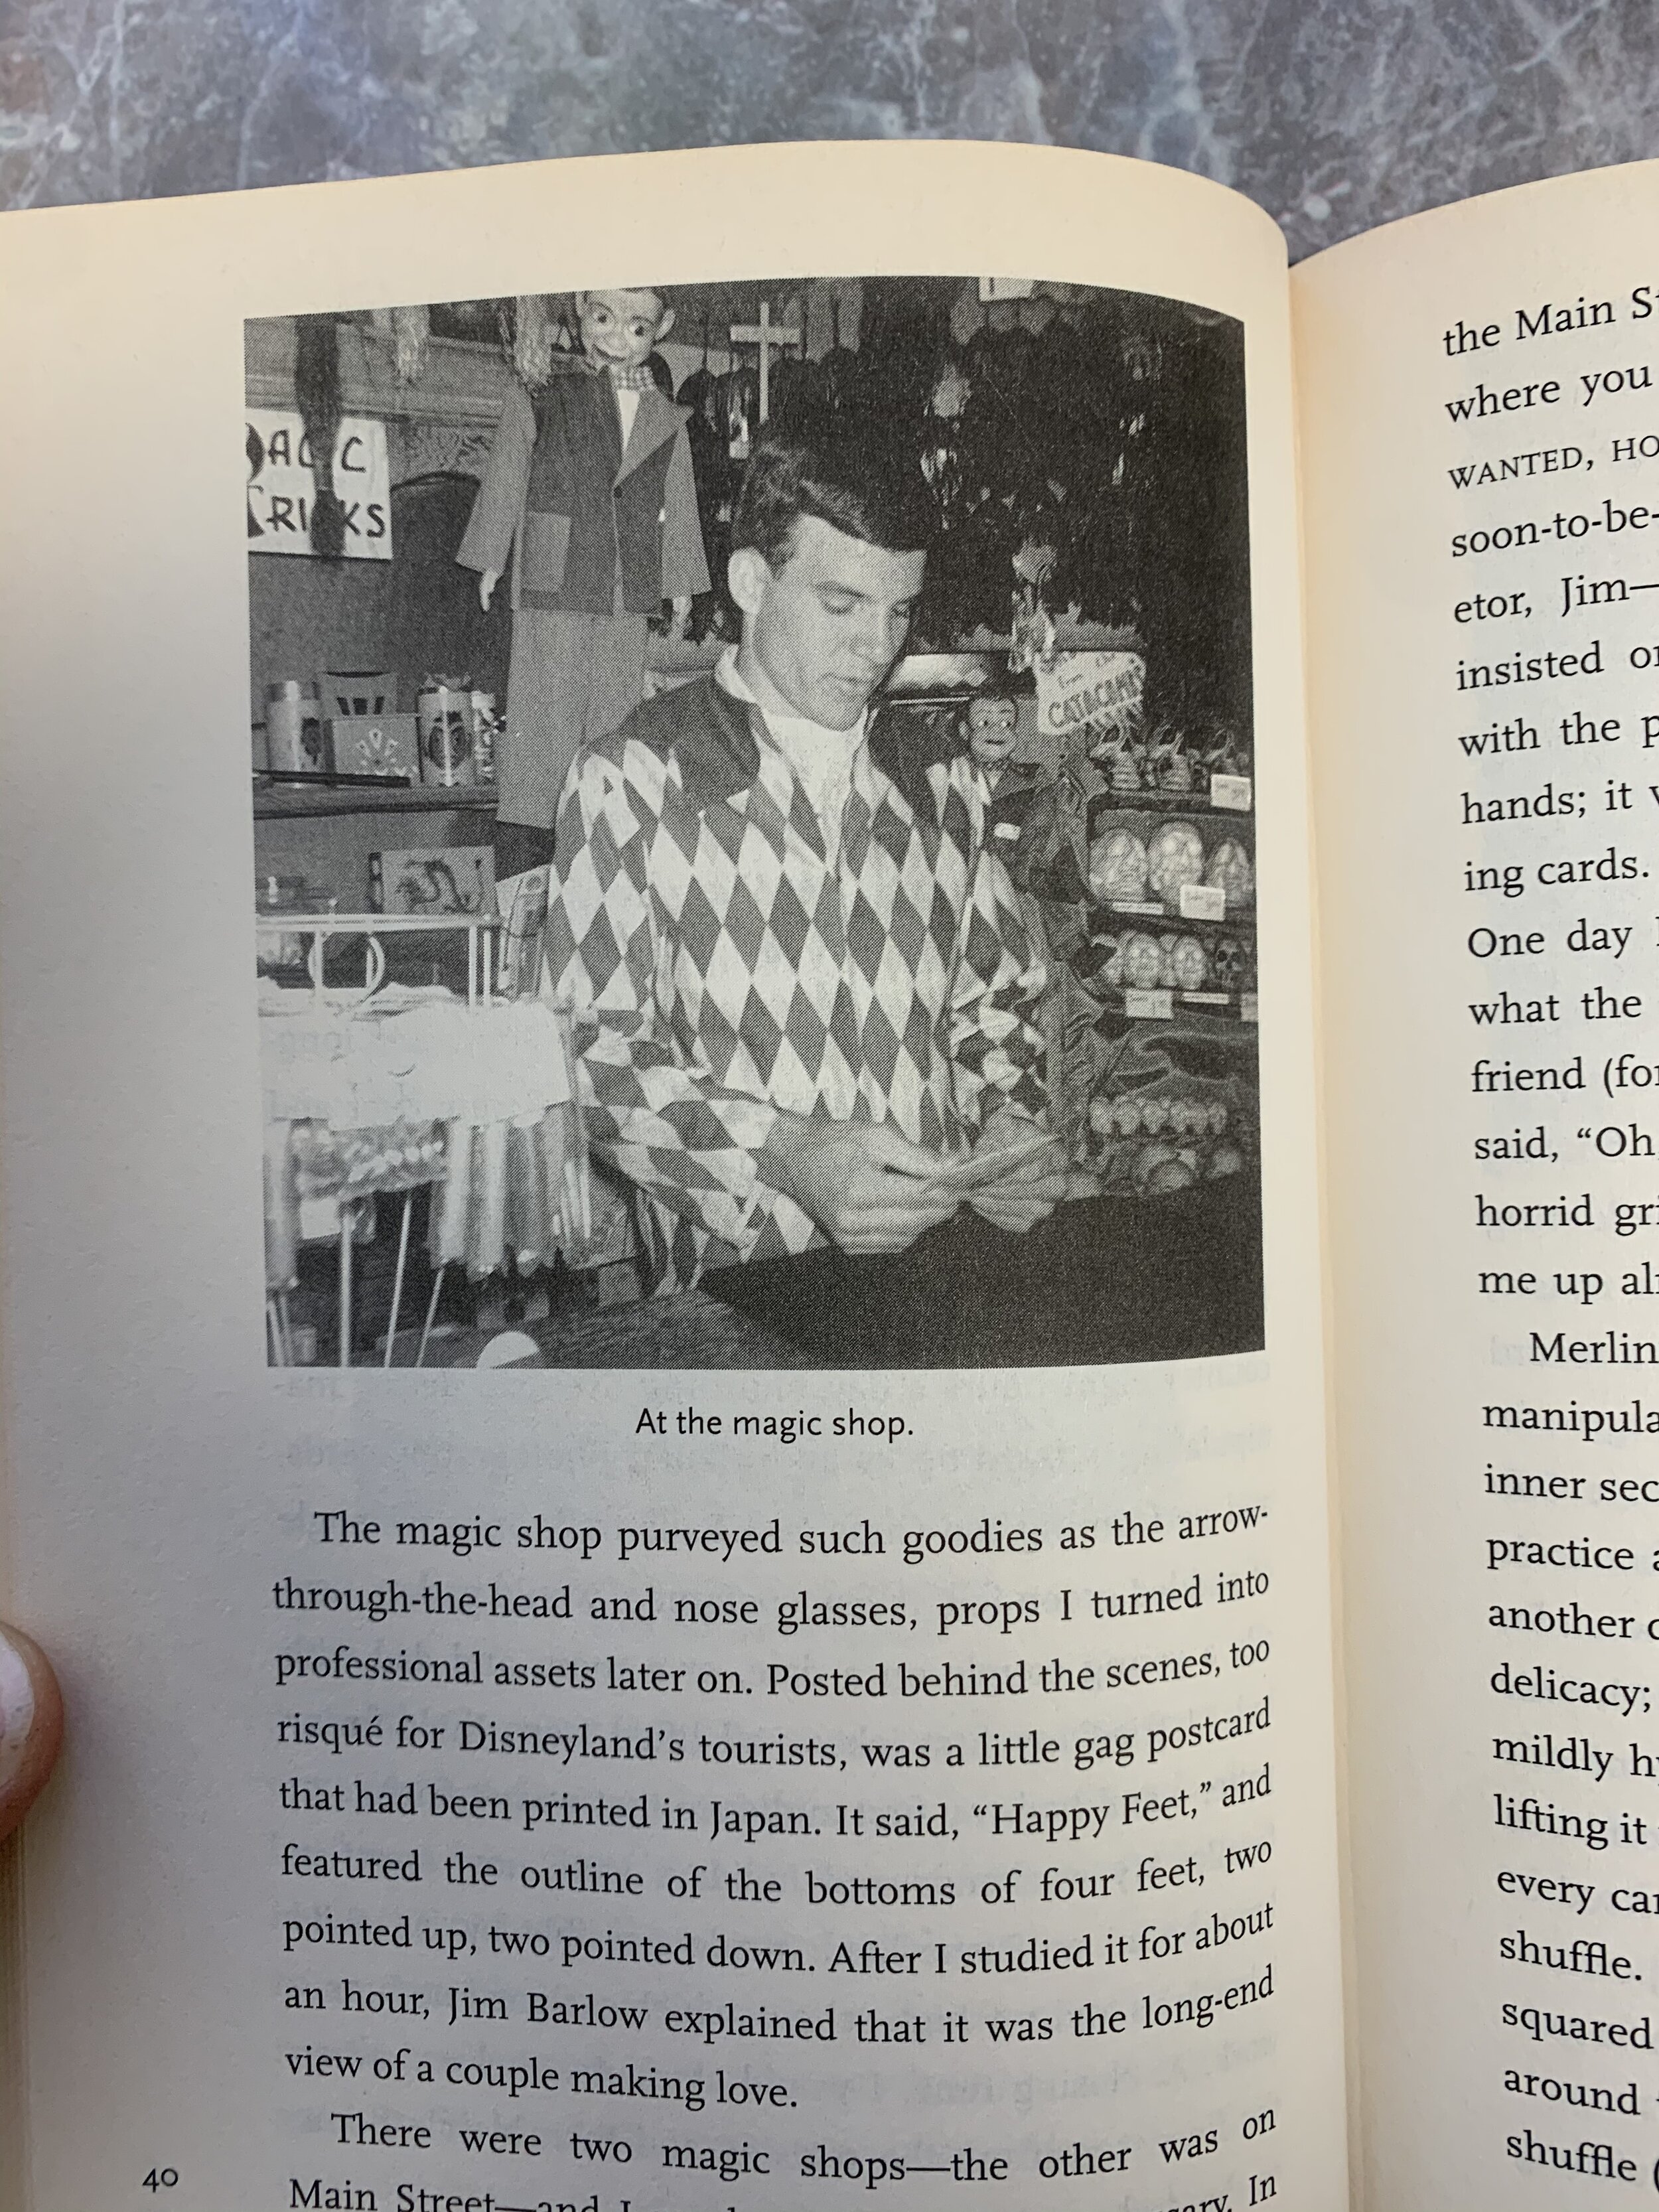 MAGIC
TRICKS
CATACAMBS
At the magic shop.
The magic shop purveyed such goodies as the arrow-
through-the-head and nose glasses, props I turned into
professional assets later on. Posted behind the scenes, too
risqué for Disneyland's tourists, was a little gag postcard
that had been printed in Japan. It said, “Happy Feet,” and
featured the outline of the bottoms of four feet, two
pointed up, two pointed down. After I studied it for about
an hour, Jim Barlow explained that it was the long-end
view of a couple making love.
There were two magic shops—the other was on
Main Street—and I
In
40
the Main
where you
WANTED,
soon-to-be-
etor, Jim—
insisted
with the
hands; it
ing cards.
One day
what the
friend
said, “Oh,
horrid
me up
Merlin
inner
practice
another
delicacy;
mildly
lifting it
every
shuffle.
squared
around
shuffle